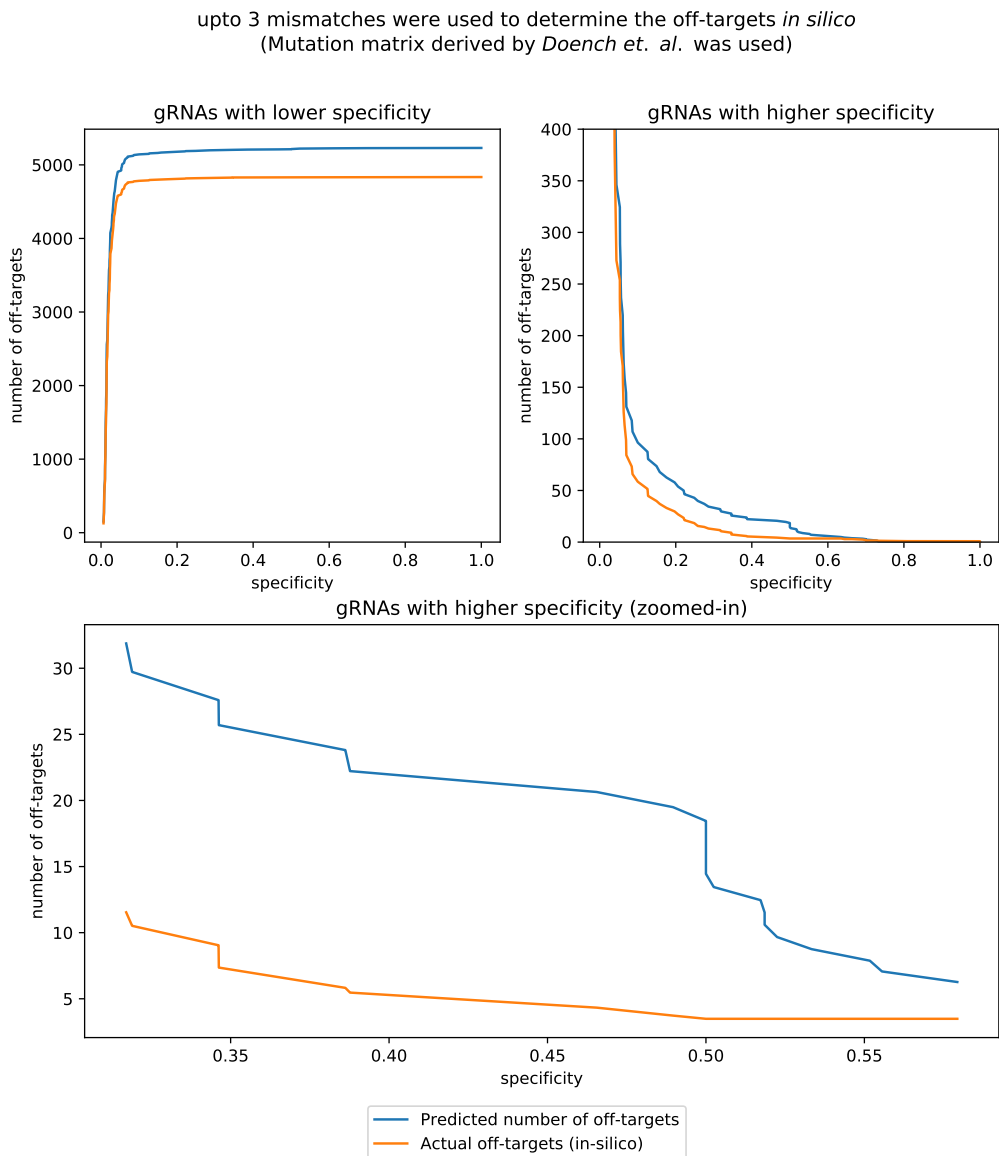 upto 3 mismatches were used to determine the off-targets in silico
(Mutation matrix derived by Doench et. al. was used)
gRNAs with lower specificity
number of off-targets
5000
4000
3000
2000
1000
0
0.0 0.2 0.4 0.6 0.8 1.0
specificity
gRNAs with higher specificity
number of off-targets
400
350
300
250
200
150
100
50
0
0.0 0.2 0.4 0.6 0.8 1.0
specificity
gRNAs with higher specificity (zoomed-in)
number of off-targets
30
25
20
15
10
5
0.35 0.40 0.45 0.50 0.55
specificity
Predicted number of off-targets
Actual off-targets (in-silico)